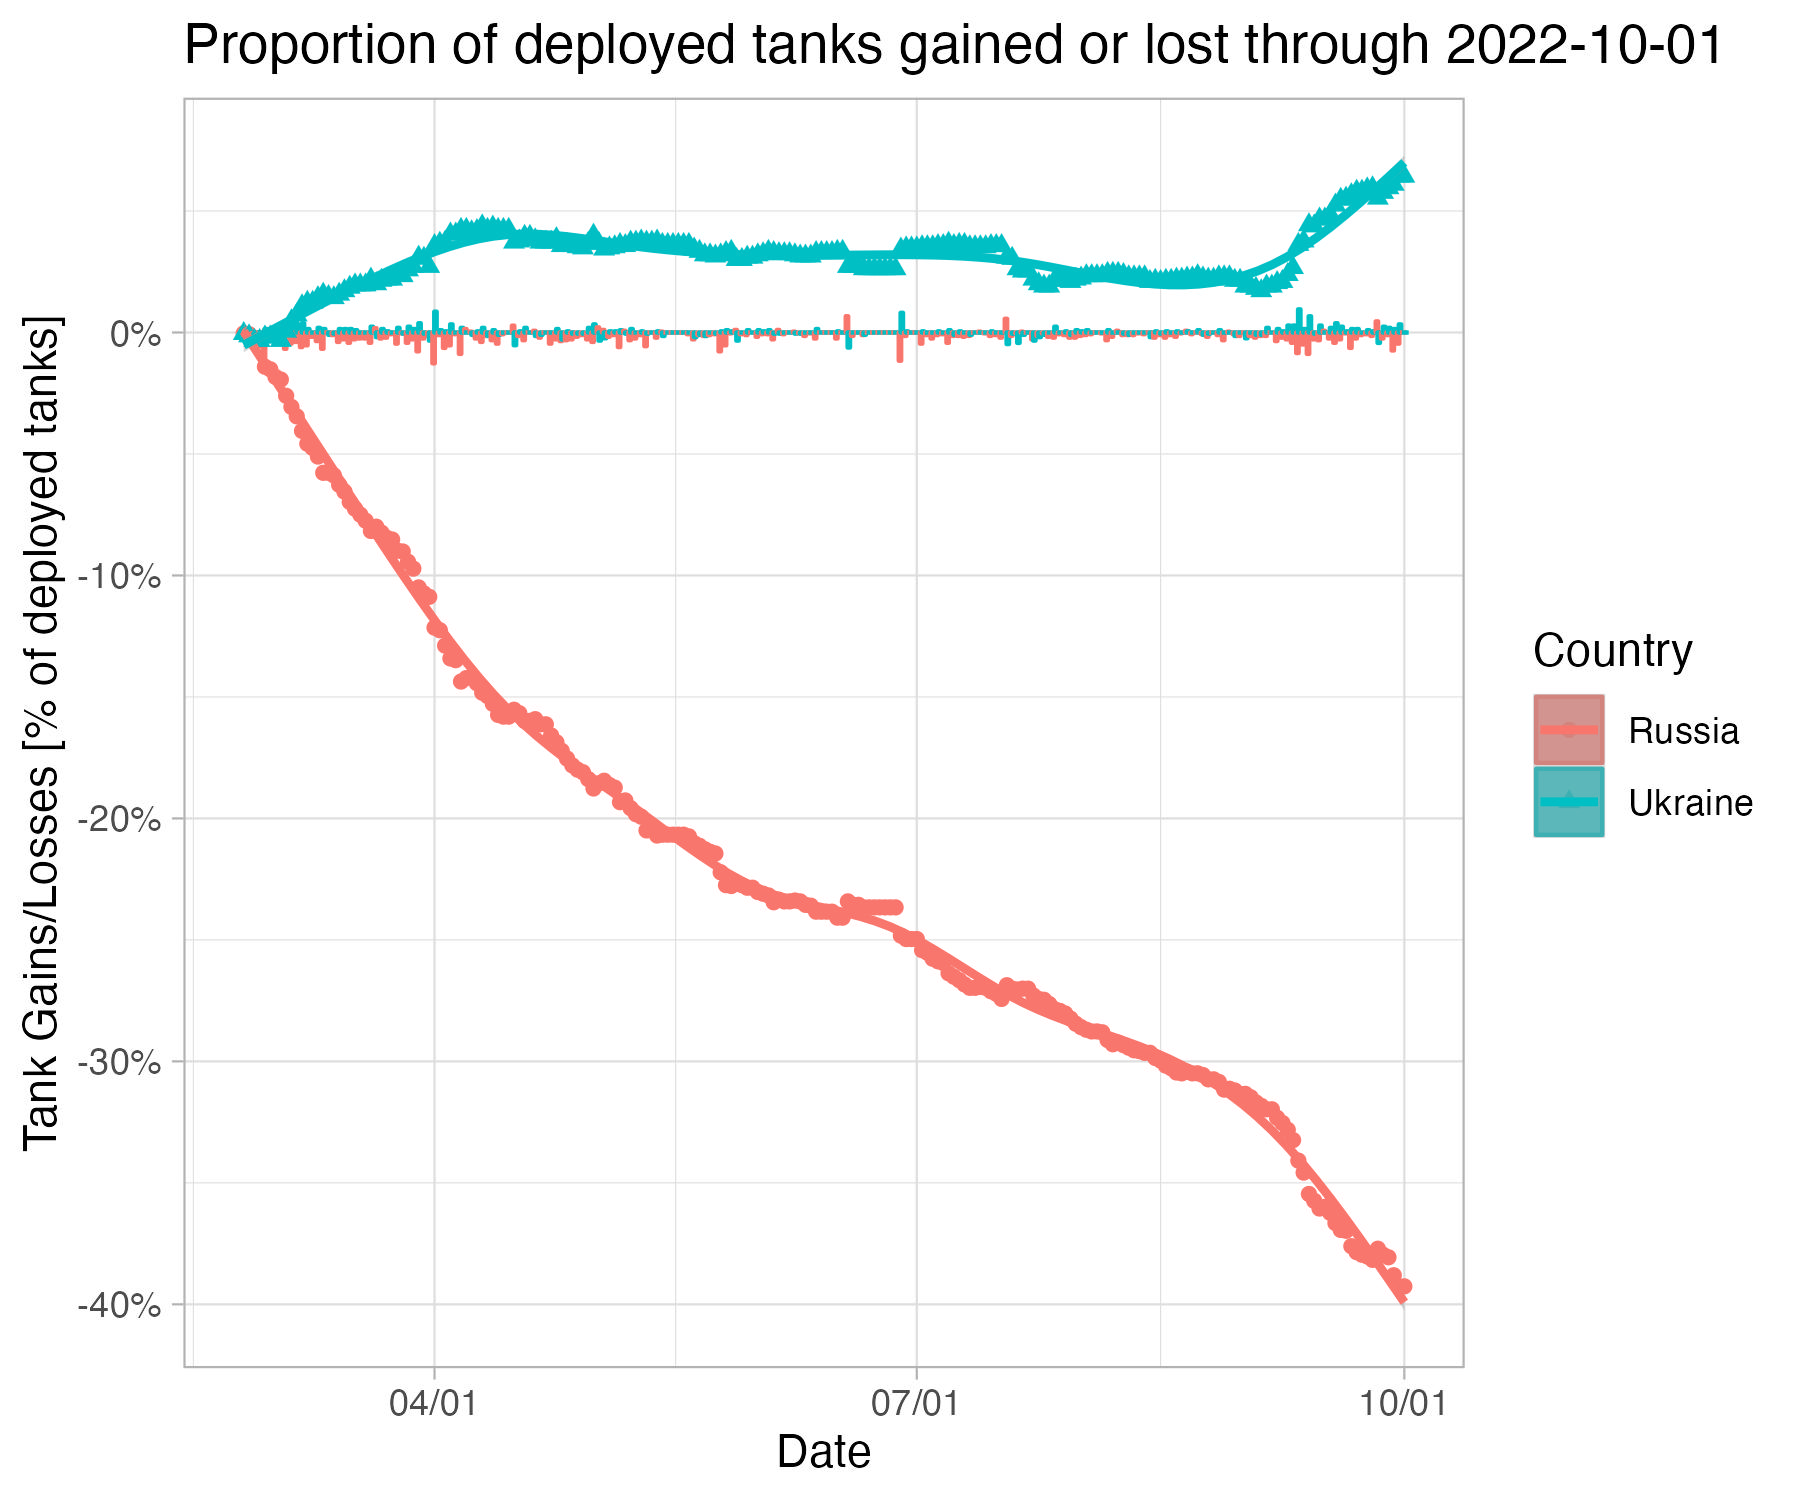 Proportion of deployed tanks gained or lost through 2022-10-01
Tank Gains/Losses [% of deployed tanks]
0%
-10%
-20%
-30%
-40%
04/01
07/01
10/01
Date
Country
Russia
Ukraine